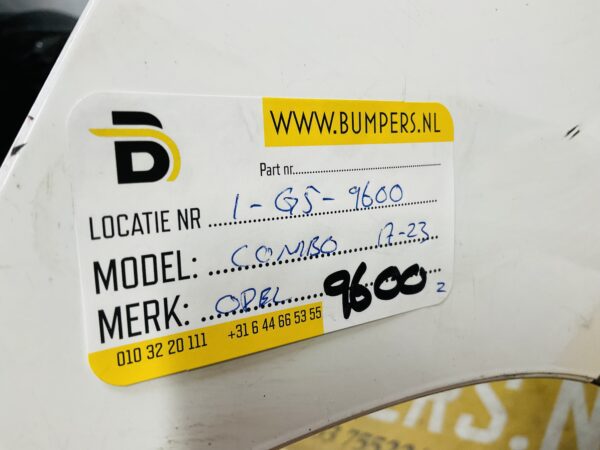 WWW.BUMPERS.NL
B
Part nr
LOCATIE NR 1-G5-9600
MODEL: COMBO 17-23
MERK: OPEL 9600 2
010 32 20 111 +31 6 44 66 53 55